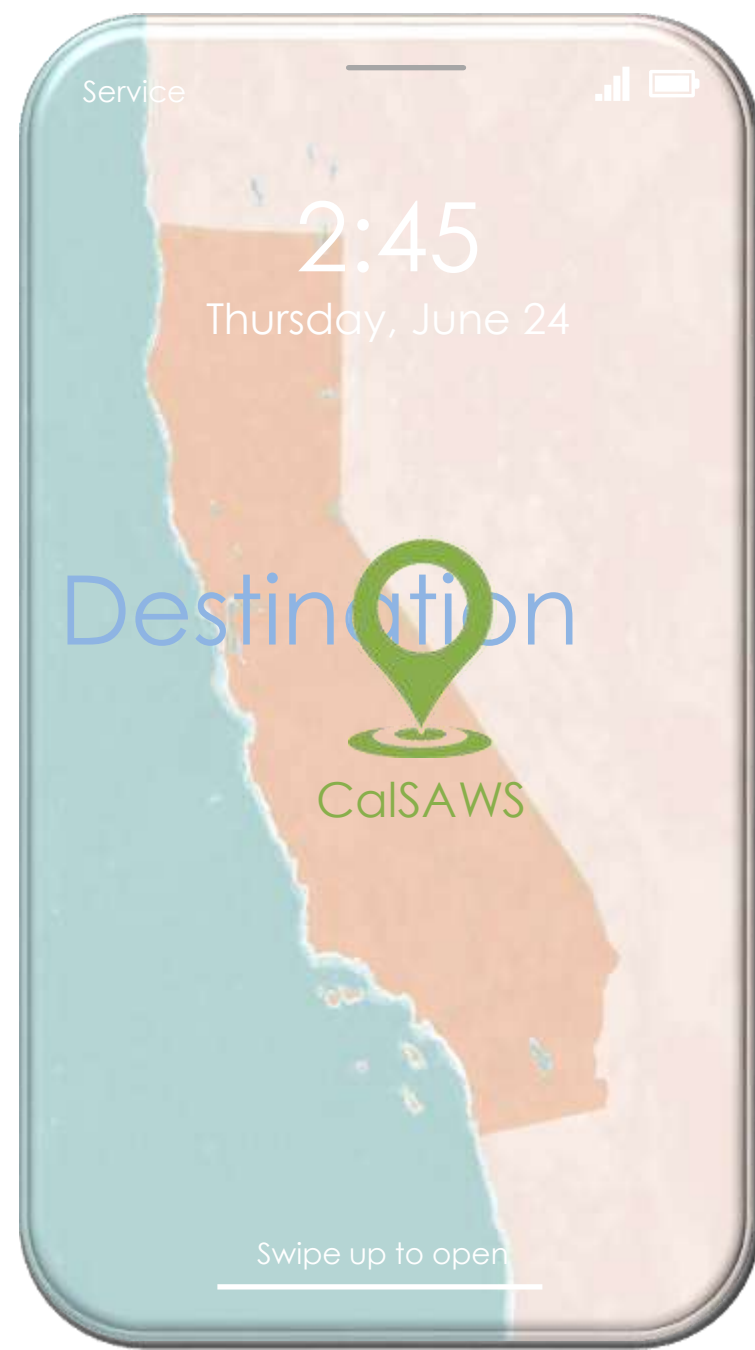 Service
2:45
Thursday, June 24
Destination
CalSAWS
Swipe up to open